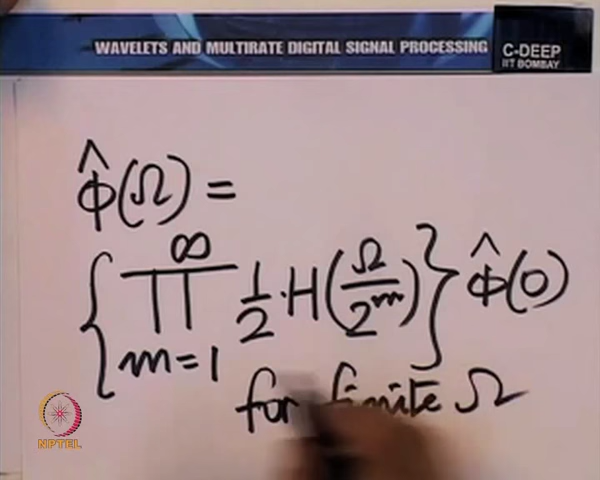 WAVELETS AND MULTIRATE DIGITAL SIGNAL PROCESSING
C-DEEP
IIT BOMBAY
Φ̂(Ω) =
{ ∏_{m=1}^{∞} 1/2 · H(Ω/2^m) } Φ̂(0)
for finite Ω
NPTEL